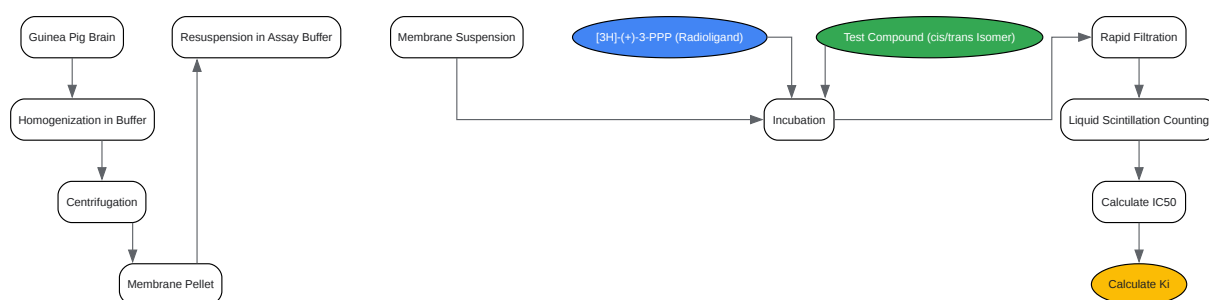 Guinea Pig Brain
Resuspension in Assay Buffer
Membrane Suspension
[3H]-(+)-3-PPP (Radioligand)
Test Compound (cis/trans Isomer)
Rapid Filtration
Homogenization in Buffer
Incubation
Liquid Scintillation Counting
Centrifugation
Calculate IC50
Membrane Pellet
Calculate Ki